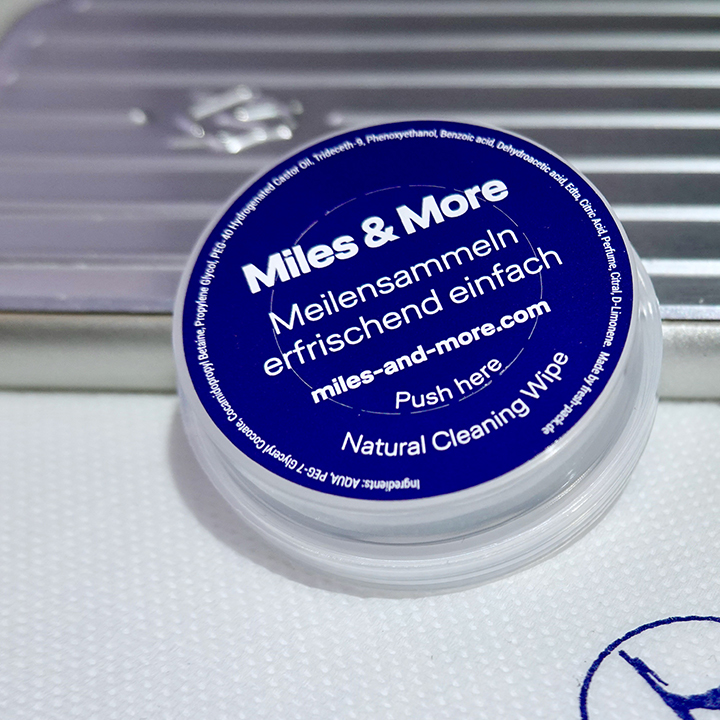 Miles & More
Meilensammeln
erfrischend einfach
miles-and-more.com
Push here
Natural Cleaning Wipe
Ingredients: AQUA, PEG-7 Glyceryl Cocoate, Cocamidopropyl Betaine, Propylene Glycol, PEG-40 Hydrogenated Castor Oil, Trideceth-9, Phenoxyethanol, Benzoic acid, Dehydroacetic acid, Edta, Citric Acid, Perfume, Citral, D-Limonene. Made by fresh-pack.de